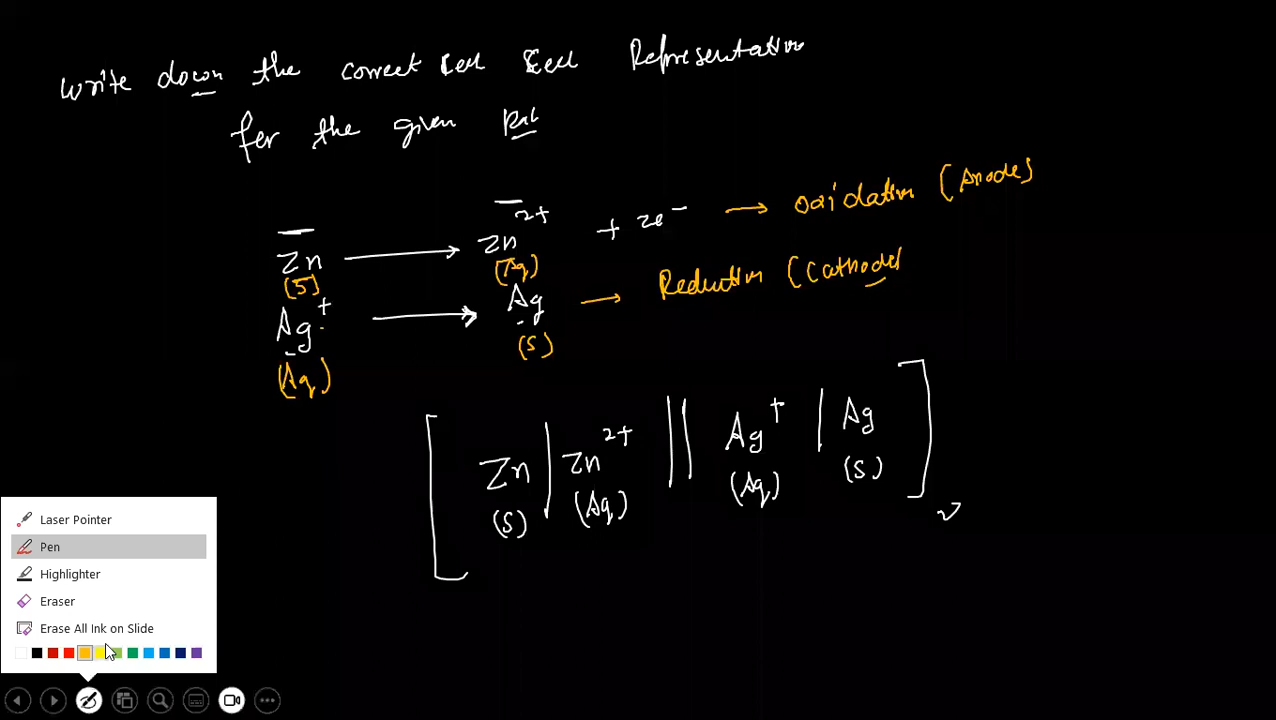 write down the correct cell Representation
for the given
Zn(s) ⟶ Zn²⁺(Aq) + 2e⁻ → oxidation (Anode)
Ag⁺(Aq) ⟶ Ag(s) → Reduction (Cathode)
[Zn(s) | Zn²⁺(Aq) || Ag⁺(Aq) | Ag(s)]
Laser Pointer
Pen
Highlighter
Eraser
Erase All Ink on Slide